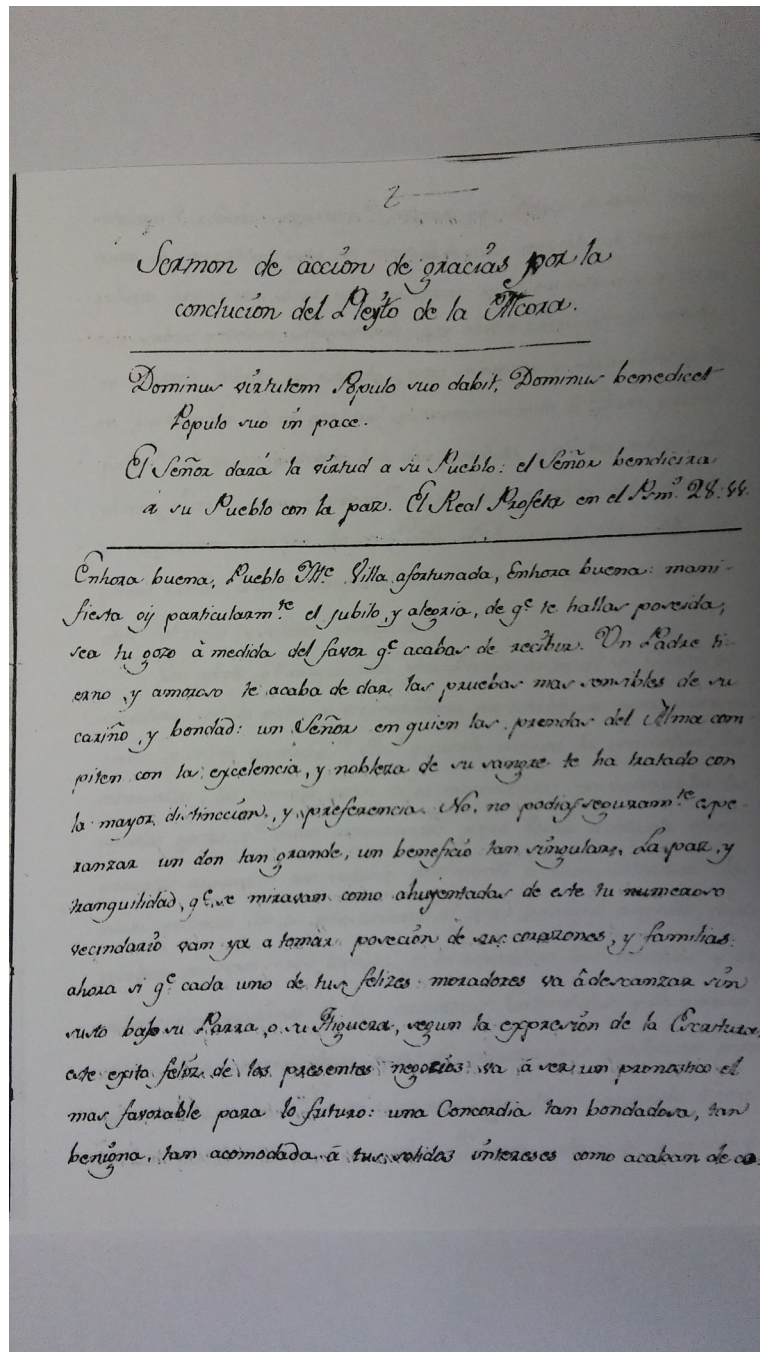 2
Sermon de acción de gracias por la
conclucion del Pleyto de la Alcora.
Dominus virtutem Populo suo dabit, Dominus benedicet
Populo suo in pace.
El Señor dará la virtud a su Pueblo: el Señor bendicira
a su Pueblo con la paz. El Real Profeta en el Psmº 28:
Enhora buena, Pueblo Mº Villa afortunada, Enhora buena: mani-
fiesta oy particularmte el jubilo, y alegria, de qe te hallas poseida;
sea tu gozo à medida del favor qe acabas de recibir. Un Padre ti-
erno, y amoroso te acaba de dar las pruebas mas sensibles de su
cariño, y bondad: un Señor en quien las prendas del Alma com
piten con la excelencia, y nobleza de su sangre te ha tratado con
la mayor distinccion, y preferencia. No, no podias seguramte espe-
ranzar un don tan grande, un beneficio tan singular. La paz, y
tranquilidad, qe se miravan como ahuyentadas de este tu numeroso
vecindario van ya a tomar poseción de sus corazones, y familias:
ahora si qe cada uno de tus felizes moradores va â descanzar sin
susto bajo su Parra, o su Higuera, segun la expresion de la Escritura
este exito feliz de los presentes negocios va á ser un pronostico el
mas favorable para lo futuro: una Concordia tan bondadosa, tan
benigna, tan acomodada á tus solidos intereses como acaban de